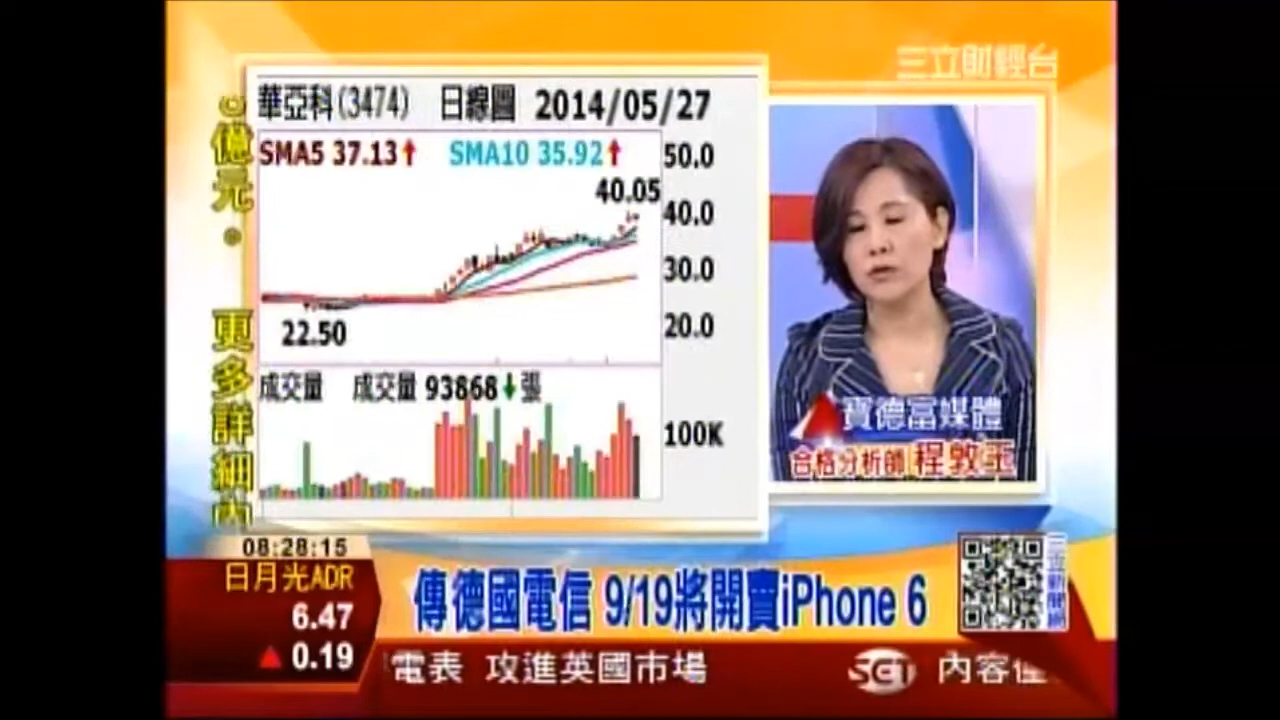 三立財經台
華亞科(3474) 日線圖 2014/05/27
SMA5 37.13↑ SMA10 35.92↑
50.0
40.05
40.0
30.0
20.0
22.50
成交量 成交量 93868↓張
100K
億元。 更多詳細內
寶德富媒體
合格分析師 程敦
08:28:15
日月光ADR
6.47
▲ 0.19
傳德國電信 9/19將開賣iPhone 6
電表 攻進英國市場
SET 內容僅